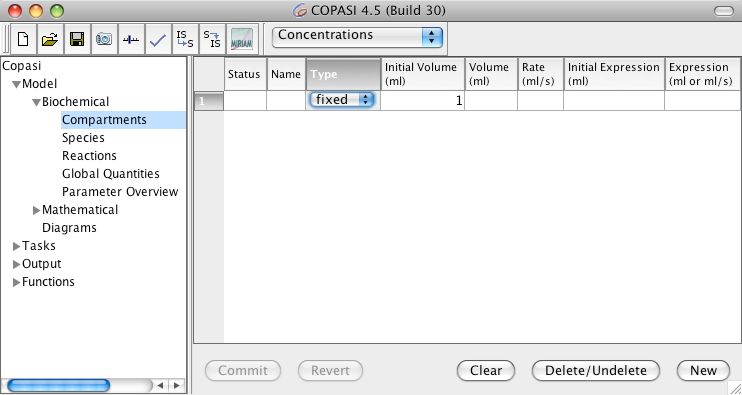 COPASI 4.5 (Build 30)
IS S
S IS
MIRIAM
Concentrations
Copasi
Model
Biochemical
Compartments
Species
Reactions
Global Quantities
Parameter Overview
Mathematical
Diagrams
Tasks
Output
Functions
Status Name Type Initial Volume (ml) Volume (ml) Rate (ml/s) Initial Expression (ml) Expression (ml or ml/s)
1 fixed 1
Commit Revert Clear Delete/Undelete New